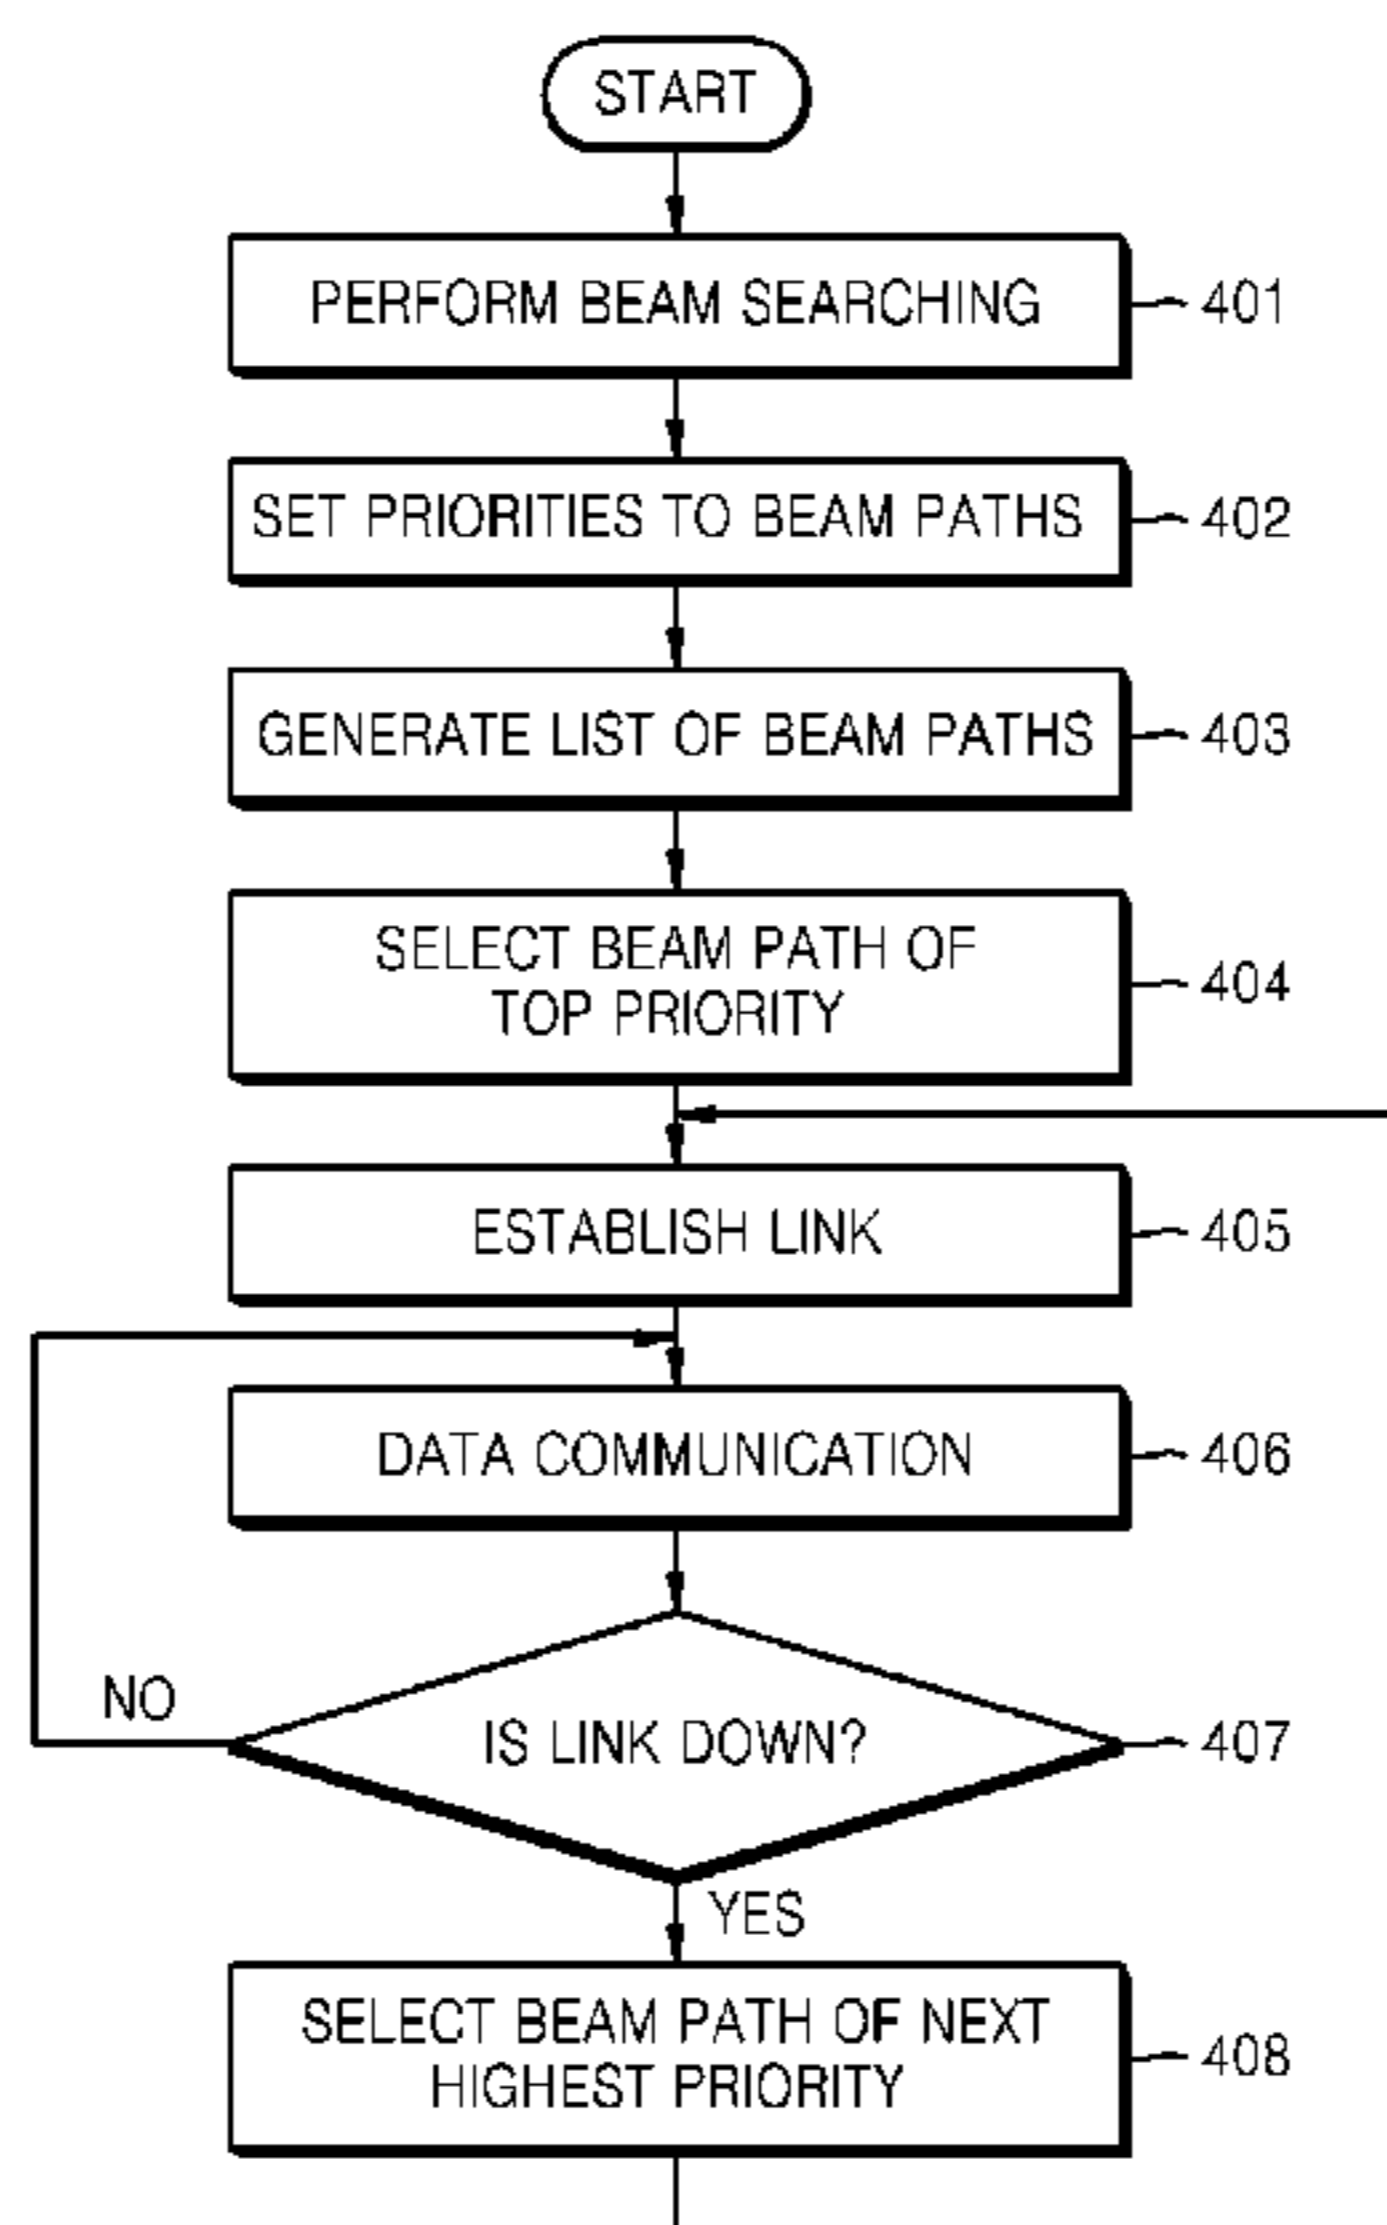 START
PERFORM BEAM SEARCHING
401
SET PRIORITIES TO BEAM PATHS
402
GENERATE LIST OF BEAM PATHS
403
SELECT BEAM PATH OF
TOP PRIORITY
404
ESTABLISH LINK
405
DATA COMMUNICATION
406
NO
IS LINK DOWN?
407
YES
SELECT BEAM PATH OF NEXT
HIGHEST PRIORITY
408